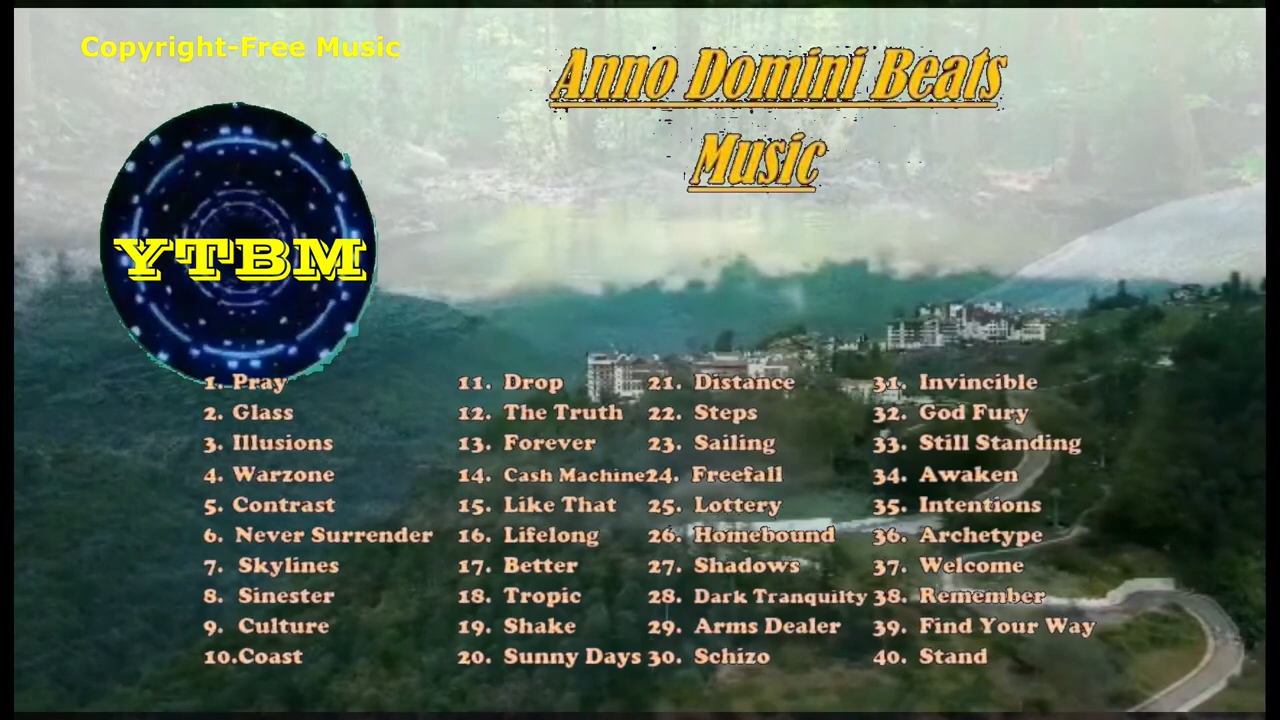 Copyright-Free Music
Anno Domini Beats
Music
YTBM
1. Pray
2. Glass
3. Illusions
4. Warzone
5. Contrast
6. Never Surrender
7. Skylines
8. Sinester
9. Culture
10.Coast
11. Drop
12. The Truth
13. Forever
14. Cash Machine
15. Like That
16. Lifelong
17. Better
18. Tropic
19. Shake
20. Sunny Days
21. Distance
22. Steps
23. Sailing
24. Freefall
25. Lottery
26. Homebound
27. Shadows
28. Dark Tranquilty
29. Arms Dealer
30. Schizo
31. Invincible
32. God Fury
33. Still Standing
34. Awaken
35. Intentions
36. Archetype
37. Welcome
38. Remember
39. Find Your Way
40. Stand